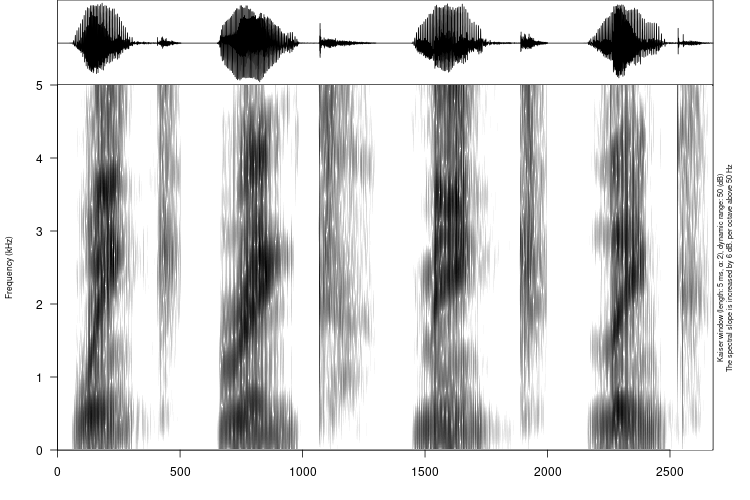 5
4
3
2
1
0
Frequency (kHz)
0 500 1000 1500 2000 2500
Kaiser window (length: 5 ms, α: 2), dynamic range: 50 (dB)
The spectral slope is increased by 6 dB per octave above 50 Hz